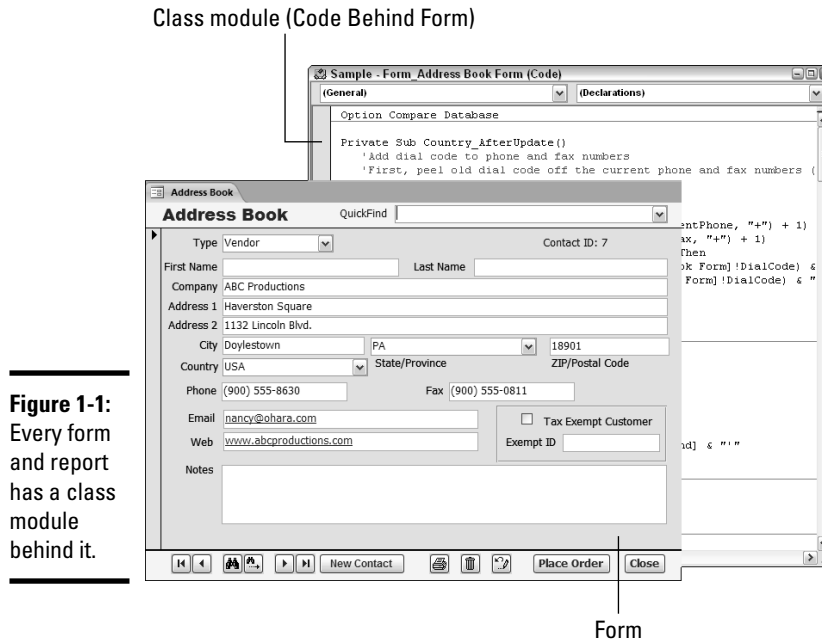 Class module (Code Behind Form)
Sample - Form_Address Book Form (Code)
(General) (Declarations)
Option Compare Database
Private Sub Country_AfterUpdate()
'Add dial code to phone and fax numbers
'First, peel old dial code off the current phone and fax numbers (
entPhone, "+") + 1)
ax, "+") + 1)
Then
ok Form]!DialCode) &
Form]!DialCode) & "
nd] & "'"
Address Book
Address Book QuickFind
Type Vendor Contact ID: 7
First Name Last Name
Company ABC Productions
Address 1 Haverston Square
Address 2 1132 Lincoln Blvd.
City Doylestown PA 18901
Country USA State/Province ZIP/Postal Code
Phone (900) 555-8630 Fax (900) 555-0811
Email nancy@ohara.com Tax Exempt Customer
Web www.abcproductions.com Exempt ID
Notes
New Contact Place Order Close
Form
Figure 1-1:
Every form
and report
has a class
module
behind it.